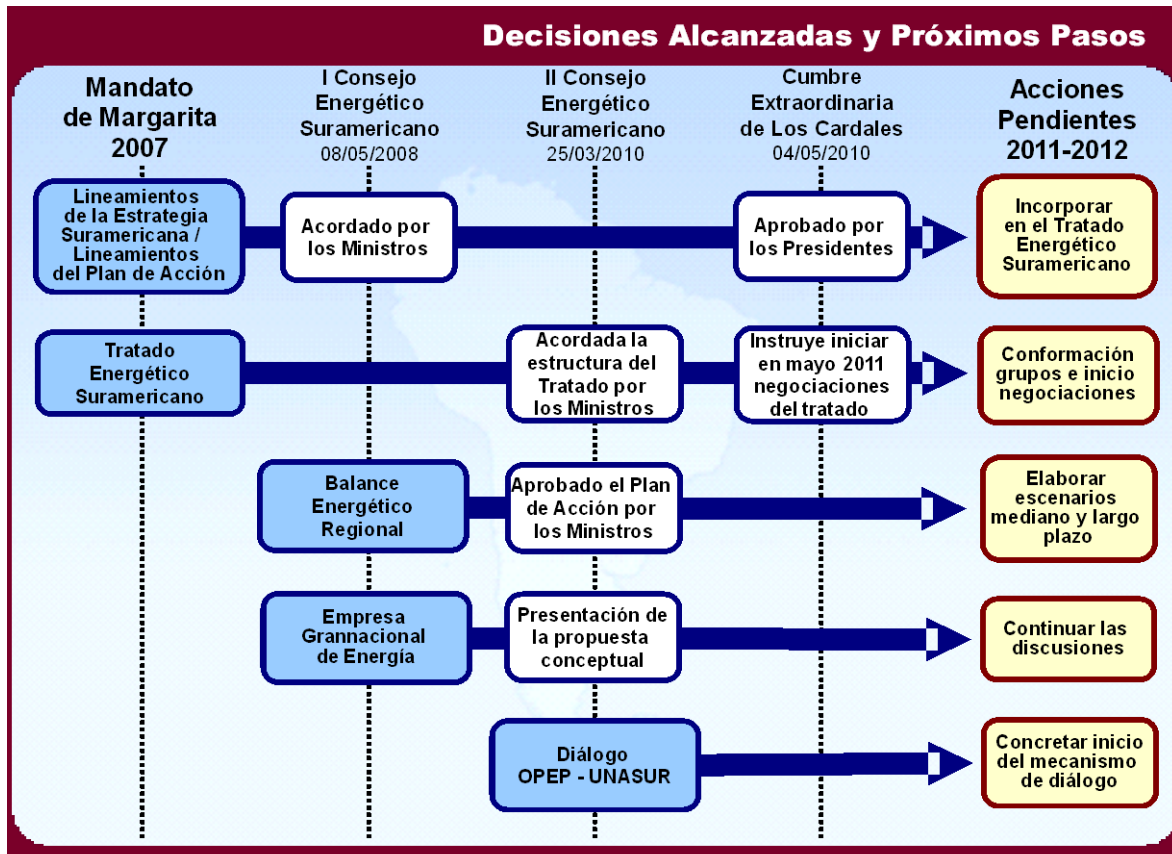 Decisiones Alcanzadas y Próximos Pasos
Mandato
de Margarita
2007
I Consejo
Energético
Suramericano
08/05/2008
II Consejo
Energético
Suramericano
25/03/2010
Cumbre
Extraordinaria
de Los Cardales
04/05/2010
Acciones
Pendientes
2011-2012
Lineamientos
de la Estrategia
Suramericana /
Lineamientos
del Plan de Acción
Acordado por
los Ministros
Aprobado por
los Presidentes
Incorporar
en el Tratado
Energético
Suramericano
Tratado
Energético
Suramericano
Acordada la
estructura del
Tratado por
los Ministros
Instruye iniciar
en mayo 2011
negociaciones
del tratado
Conformación
grupos e inicio
negociaciones
Balance
Energético
Regional
Aprobado el Plan
de Acción por
los Ministros
Elaborar
escenarios
mediano y largo
plazo
Empresa
Grannacional
de Energía
Presentación de
la propuesta
conceptual
Continuar las
discusiones
Diálogo
OPEP - UNASUR
Concretar inicio
del mecanismo
de diálogo